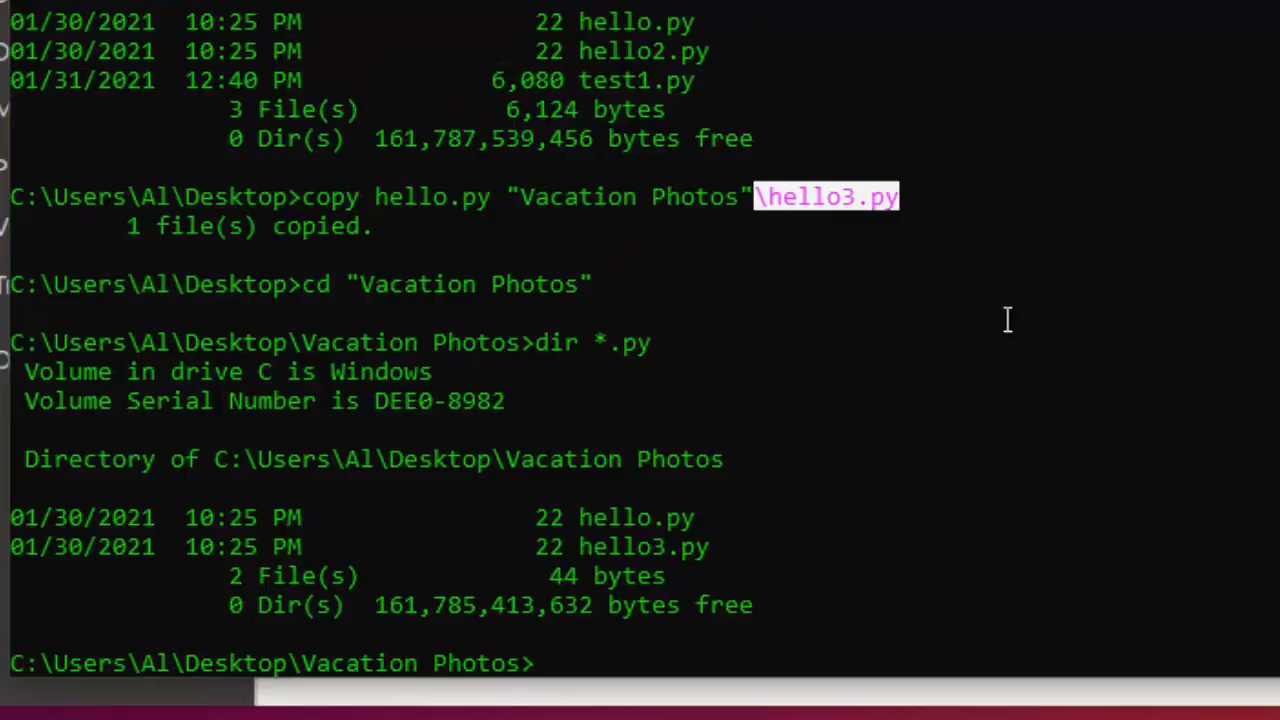 01/30/2021  10:25 PM                22 hello.py
01/30/2021  10:25 PM                22 hello2.py
01/31/2021  12:40 PM             6,080 test1.py
               3 File(s)          6,124 bytes
               0 Dir(s)  161,787,539,456 bytes free
C:\Users\Al\Desktop>copy hello.py "Vacation Photos"\hello3.py
        1 file(s) copied.
C:\Users\Al\Desktop>cd "Vacation Photos"
C:\Users\Al\Desktop\Vacation Photos>dir *.py
 Volume in drive C is Windows
 Volume Serial Number is DEE0-8982
 Directory of C:\Users\Al\Desktop\Vacation Photos
01/30/2021  10:25 PM                22 hello.py
01/30/2021  10:25 PM                22 hello3.py
               2 File(s)             44 bytes
               0 Dir(s)  161,785,413,632 bytes free
C:\Users\Al\Desktop\Vacation Photos>